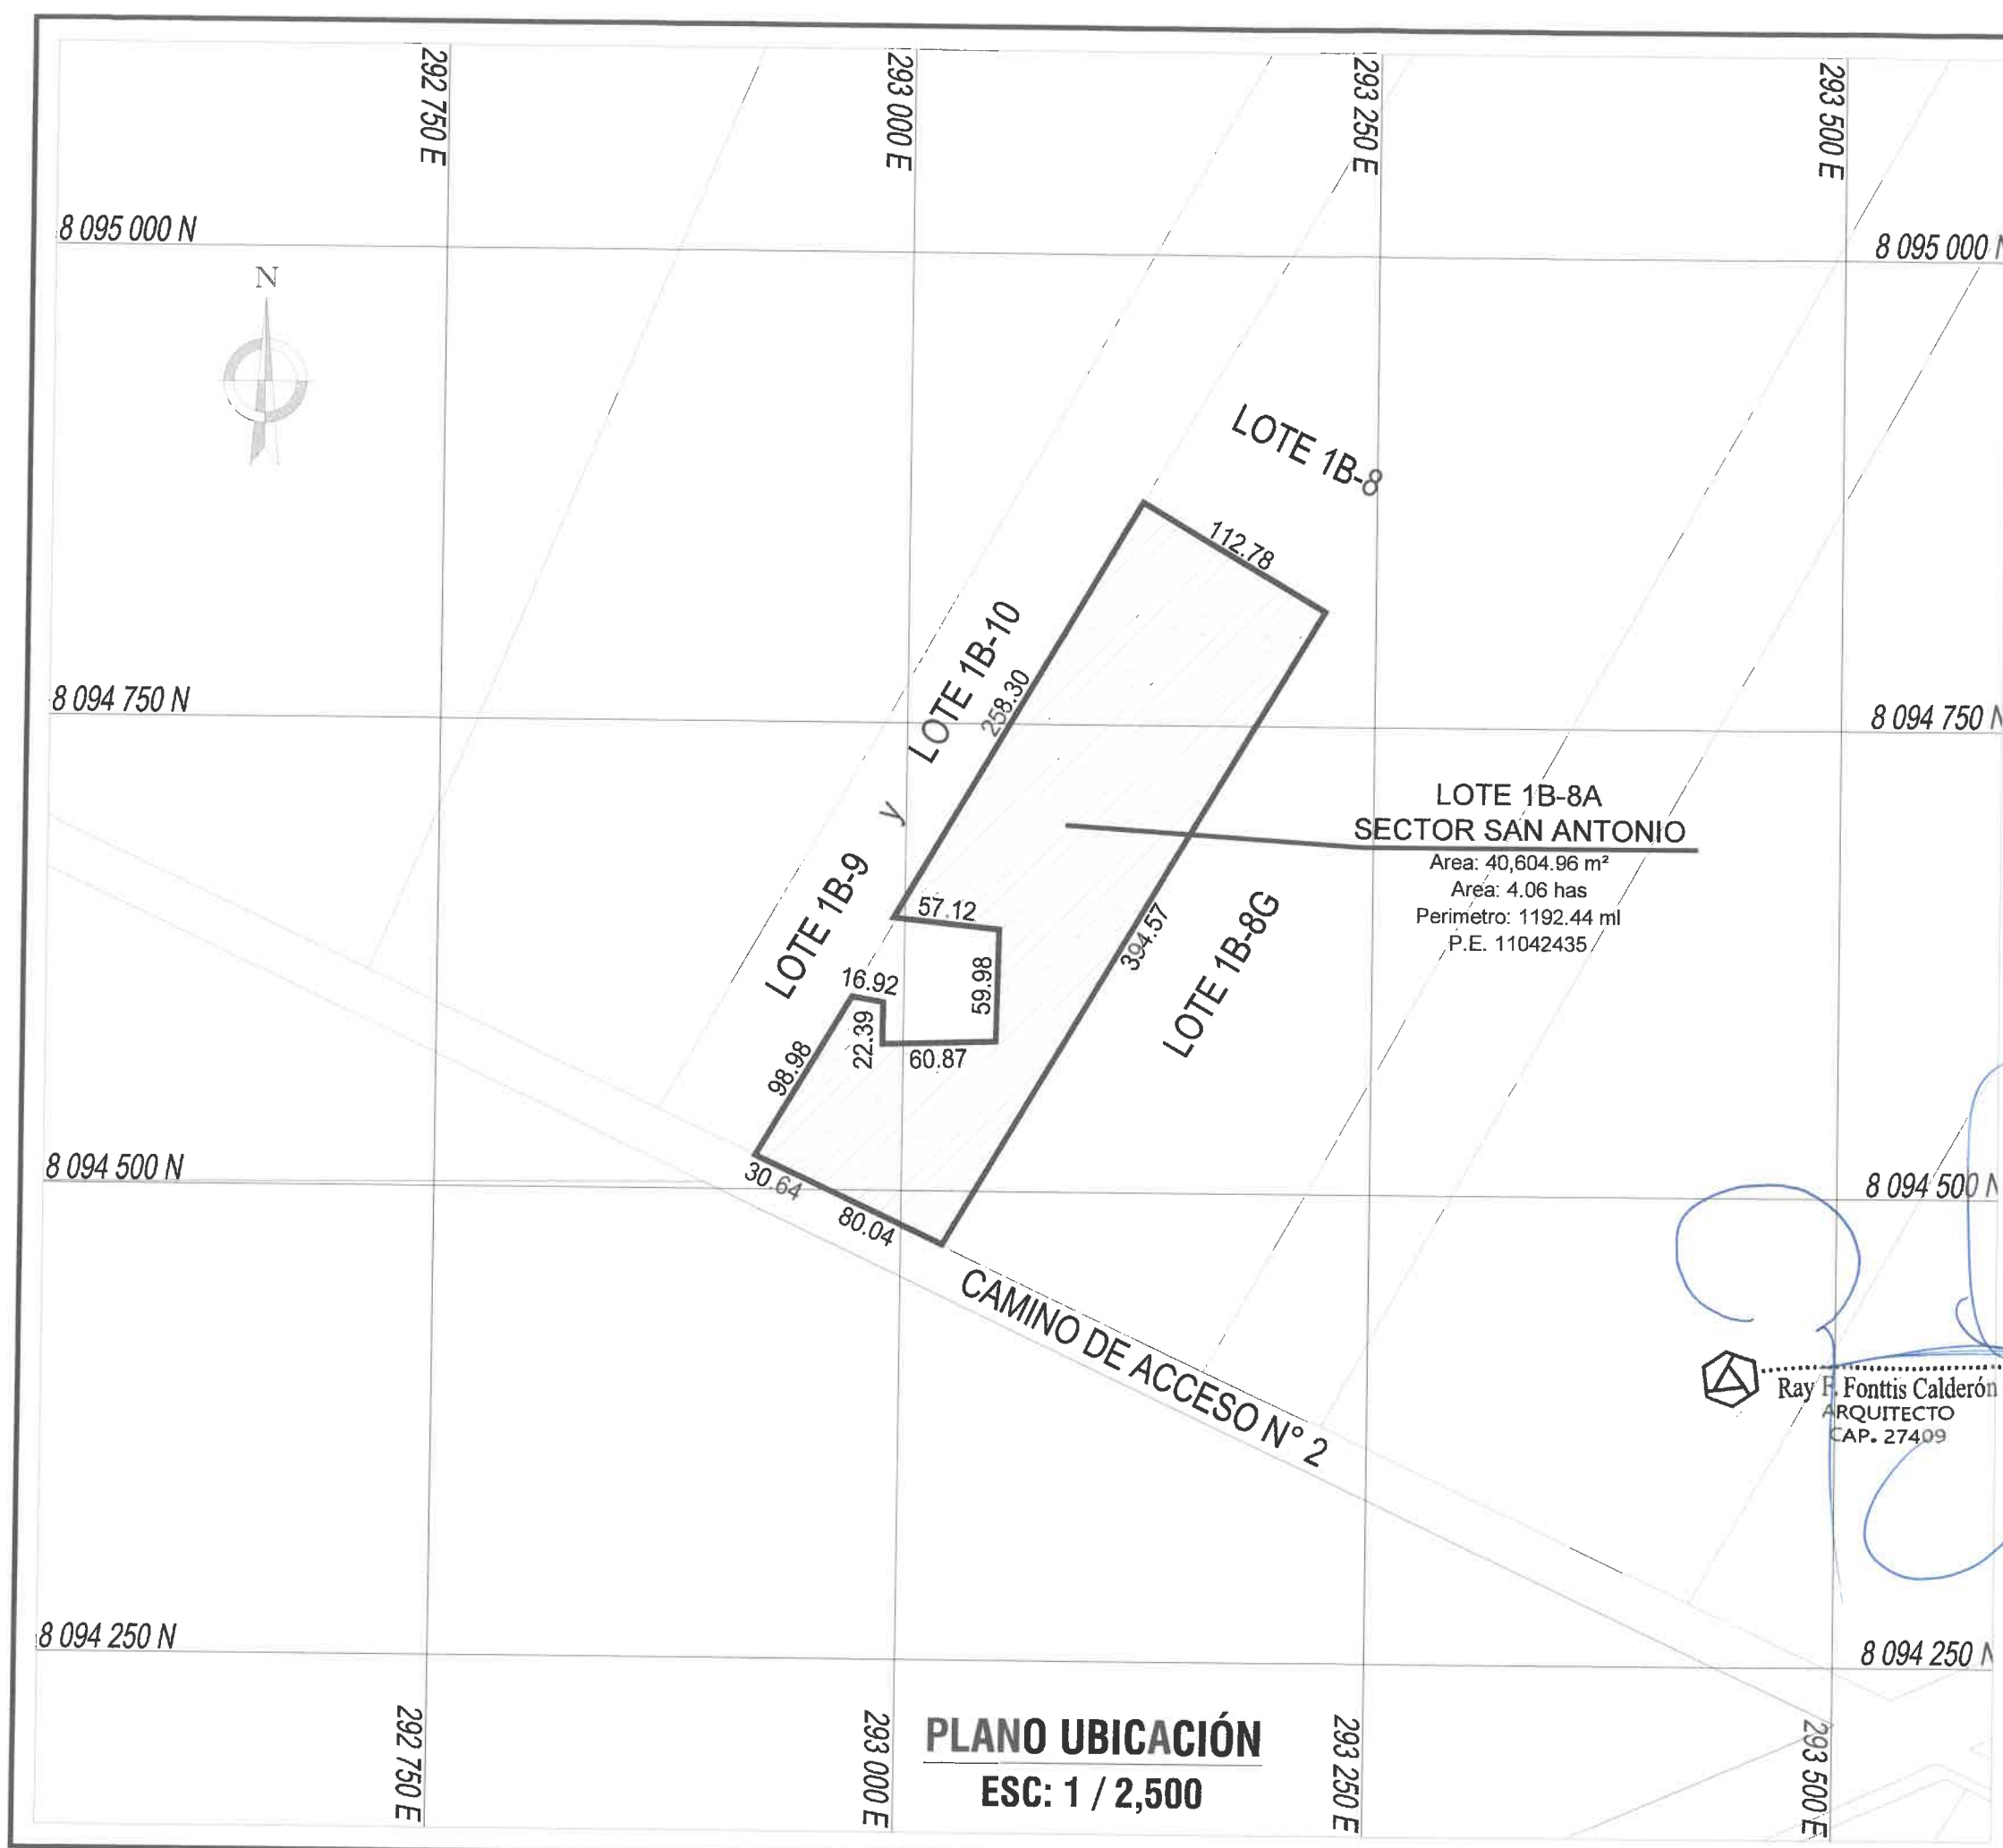 292 750 E
293 000 E
293 250 E
293 500 E
8 095 000 N
8 095 000 N
N
LOTE 1B-8
112.78
LOTE 1B-10
258.30
8 094 750 N
8 094 750 N
y
LOTE 1B-8A
SECTOR SAN ANTONIO
Area: 40,604.96 m²
Area: 4.06 has
Perimetro: 1192.44 ml
P.E. 11042435
LOTE 1B-9
57.12
394.57
LOTE 1B-8G
16.92
59.98
22.39
60.87
98.98
8 094 500 N
8 094 500 N
30.64
80.04
CAMINO DE ACCESO N° 2
Ray F. Fonttis Calderón
ARQUITECTO
CAP. 27409
8 094 250 N
8 094 250 N
292 750 E
293 000 E
293 250 E
293 500 E
PLANO UBICACIÓN
ESC: 1 / 2,500